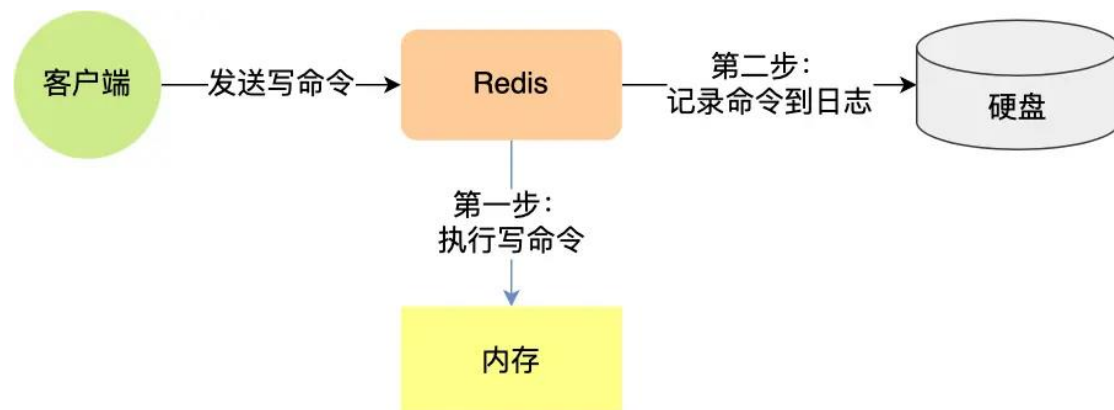 客户端
发送写命令
Redis
第二步：
记录命令到日志
硬盘
第一步：
执行写命令
内存